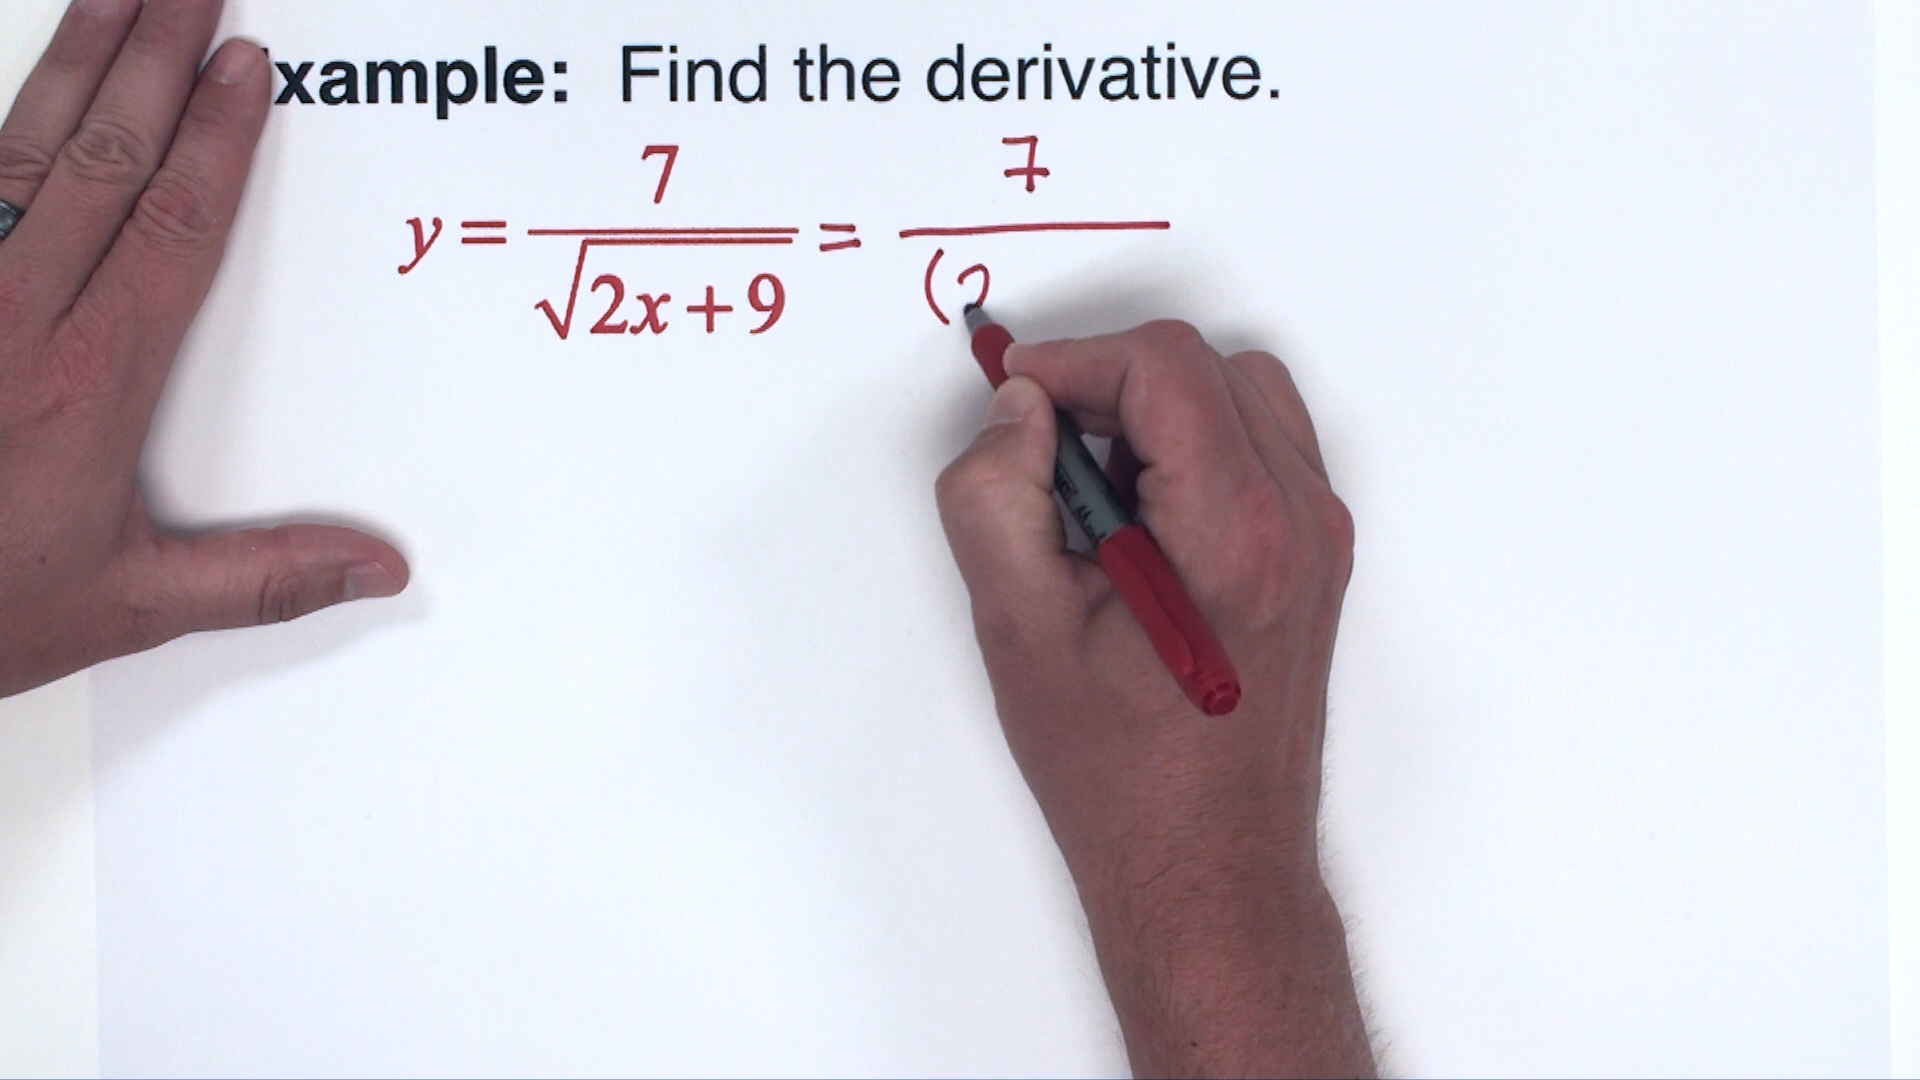 xample: Find the derivative.
y = 7/√(2x+9) = 7/(2